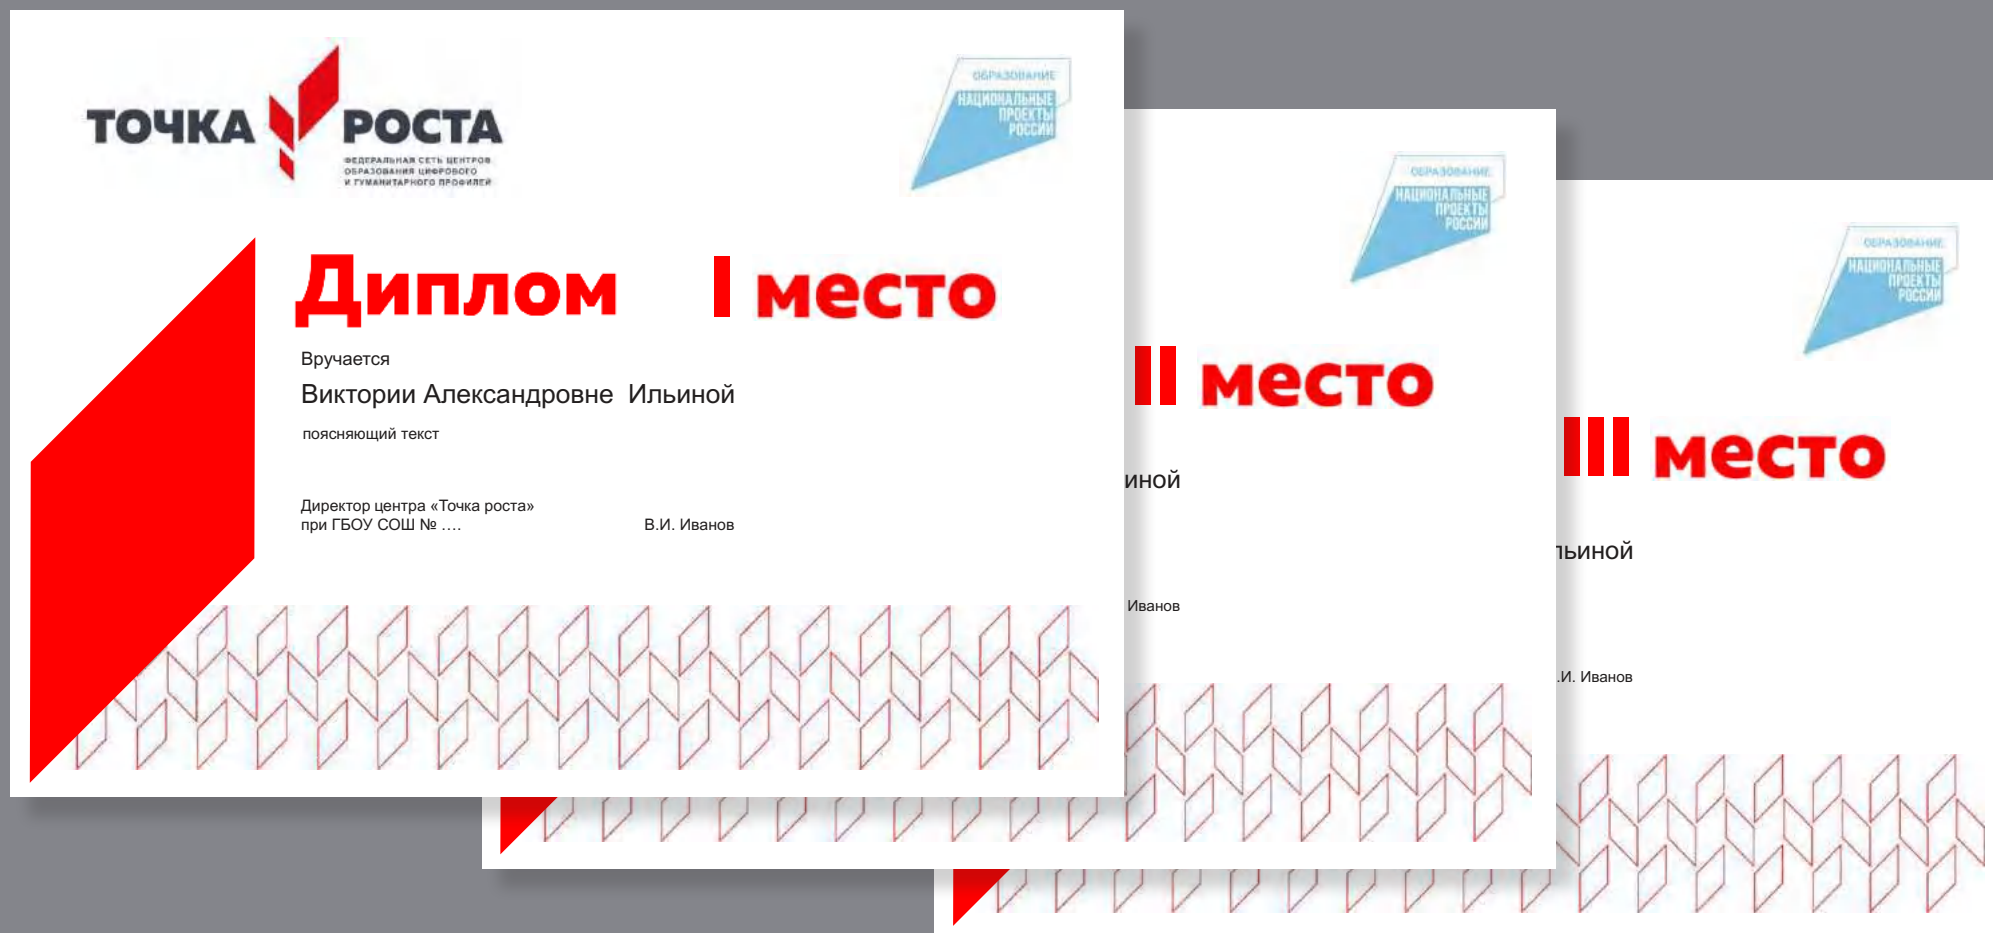 ТОЧКА РОСТА
ФЕДЕРАЛЬНАЯ СЕТЬ ЦЕНТРОВ
ОБРАЗОВАНИЯ ЦИФРОВОГО
И ГУМАНИТАРНОГО ПРОФИЛЕЙ
ОБРАЗОВАНИЕ
НАЦИОНАЛЬНЫЕ
ПРОЕКТЫ
РОССИИ
Диплом I место
Вручается
Виктории Александровне Ильиной
поясняющий текст
Директор центра «Точка роста»
при ГБОУ СОШ № .... В.И. Иванов
ОБРАЗОВАНИЕ
НАЦИОНАЛЬНЫЕ
ПРОЕКТЫ
РОССИИ
II место
иной
Иванов
ОБРАЗОВАНИЕ
НАЦИОНАЛЬНЫЕ
ПРОЕКТЫ
РОССИИ
III место
льиной
.И. Иванов